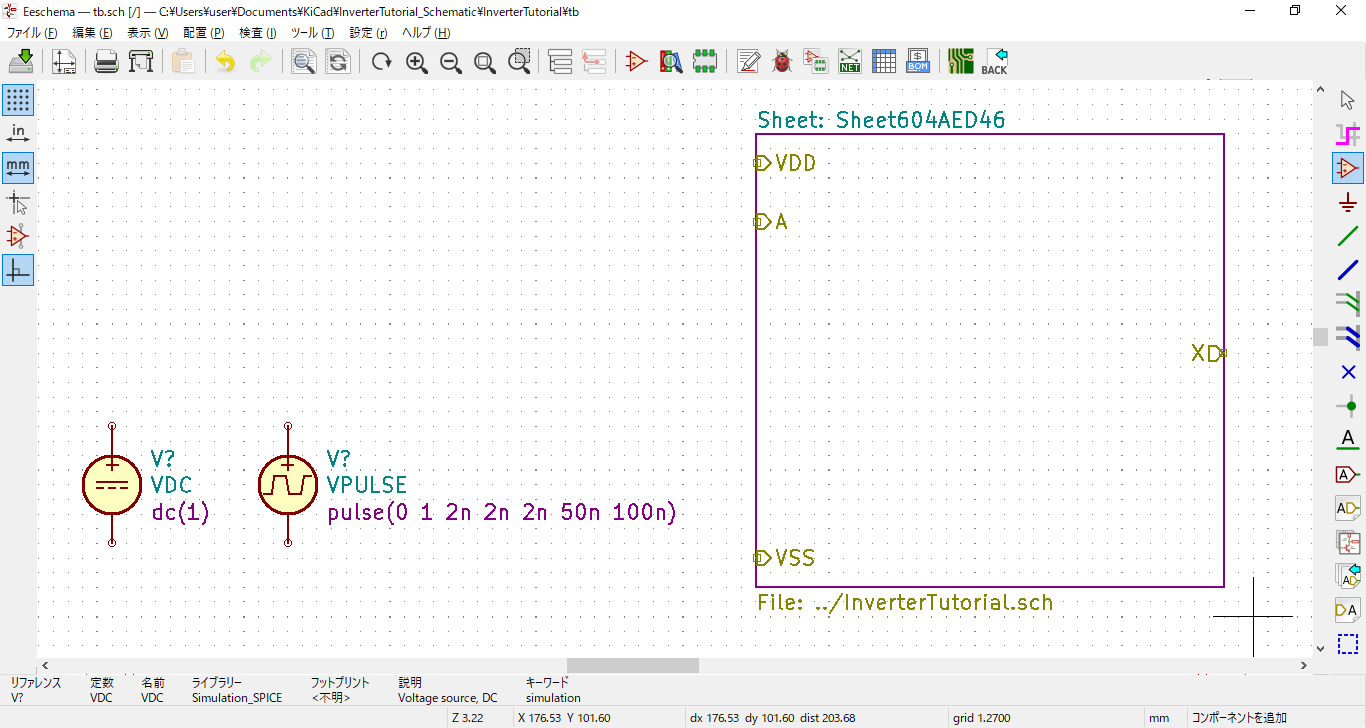 Eeschema — tb.sch [/] — C:¥Users¥user¥Documents¥KiCad¥InverterTutorial_Schematic¥InverterTutorial¥tb
ファイル (F) 編集 (E) 表示 (V) 配置 (P) 検査 (I) ツール (T) 設定 (r) ヘルプ (H)
NET
$
BOM
BACK
in
mm
A
A
AD
AD
DA
Sheet: Sheet604AED46
VDD
A
X
VSS
File: ../InverterTutorial.sch
V?
VDC
dc(1)
V?
VPULSE
pulse(0 1 2n 2n 2n 50n 100n)
リファレンス 定数 名前 ライブラリー フットプリント 説明 キーワード
V? VDC VDC Simulation_SPICE <不明> Voltage source, DC simulation
Z 3.22 X 176.53 Y 101.60 dx 176.53 dy 101.60 dist 203.68 grid 1.2700 mm コンポーネントを追加